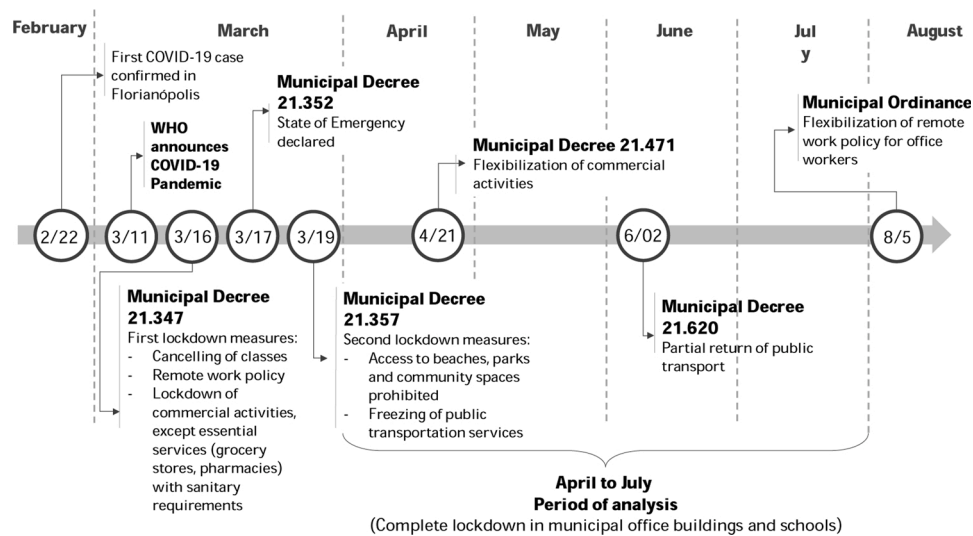 February
March
April
May
June
Jul
y
August
First COVID-19 case
confirmed in
Florianópolis
WHO
announces
COVID-19
Pandemic
Municipal Decree
21.352
State of Emergency
declared
Municipal Decree 21.471
Flexibilization of commercial
activities
Municipal Ordinance
Flexibilization of remote
work policy for office
workers
2/22
3/11
3/16
3/17
3/19
4/21
6/02
8/5
Municipal Decree
21.347
First lockdown measures:
- Cancelling of classes
- Remote work policy
- Lockdown of
commercial activities,
except essential
services (grocery
stores, pharmacies)
with sanitary
requirements
Municipal Decree
21.357
Second lockdown measures:
- Access to beaches, parks
and community spaces
prohibited
- Freezing of public
transportation services
Municipal Decree
21.620
Partial return of public
transport
April to July
Period of analysis
(Complete lockdown in municipal office buildings and schools)